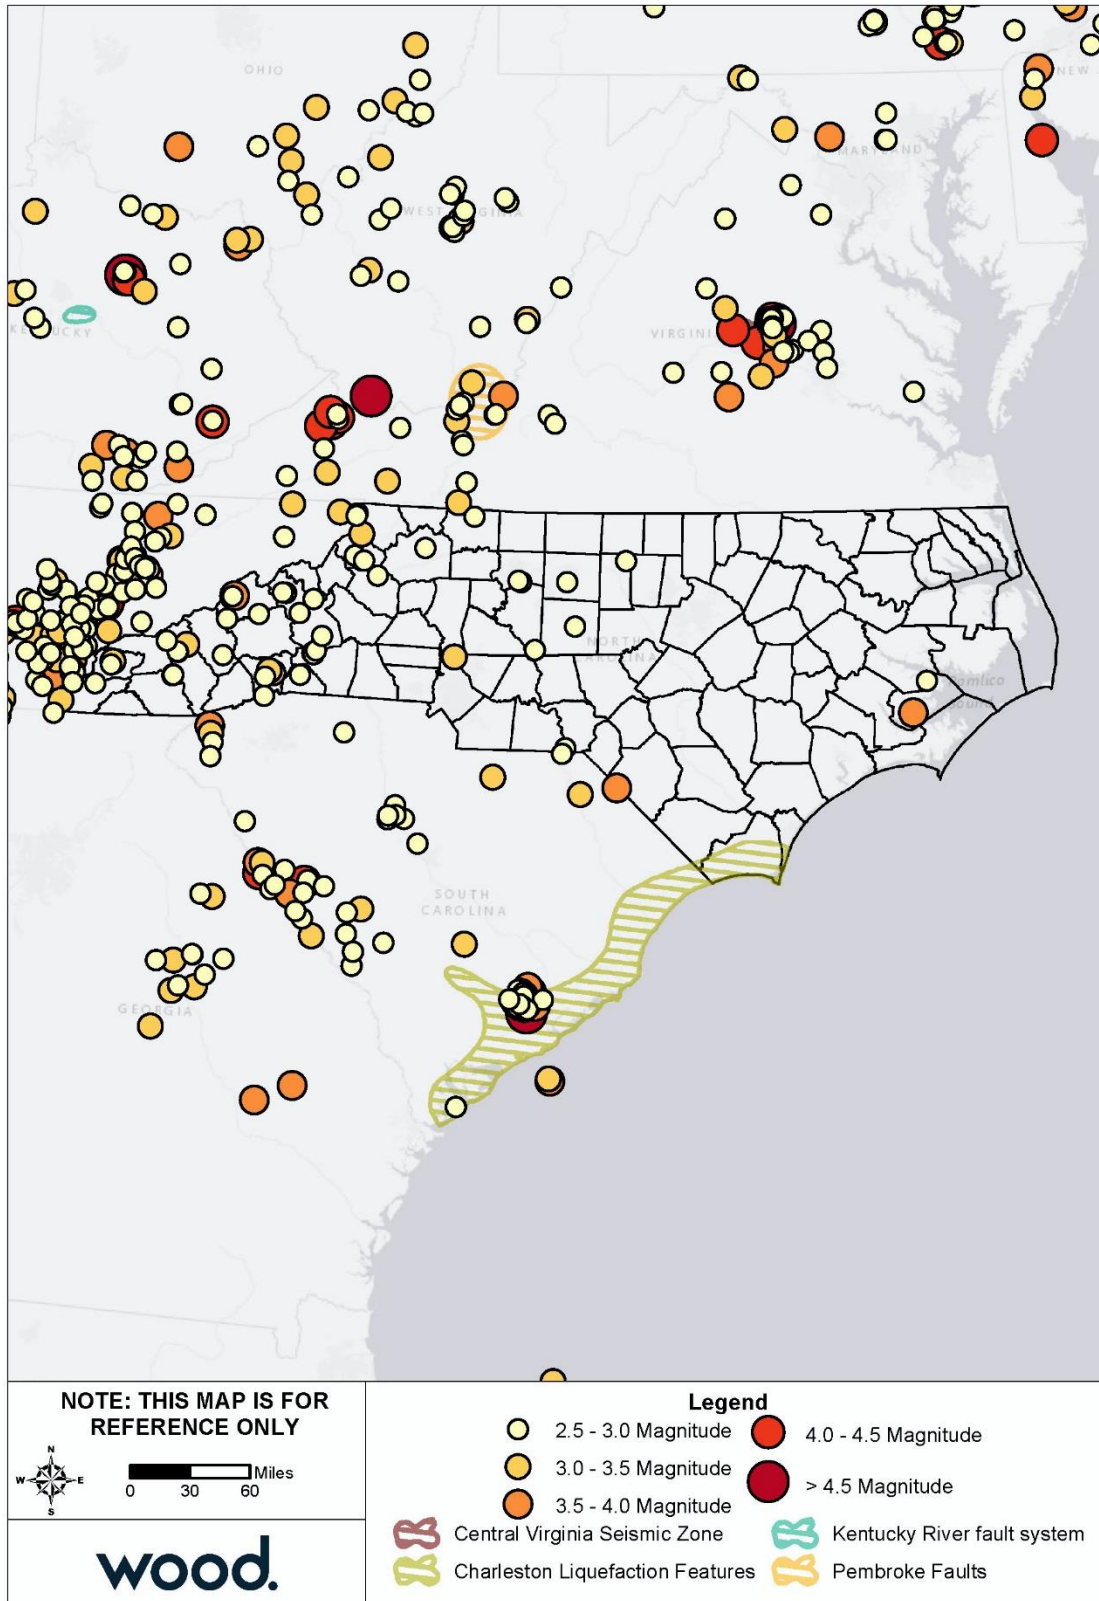 OHIO
NEW
MARYLAND
WEST VIRGINIA
KENTUCKY
VIRGINI
NORTH
CAROLINA
Pamlico
Sound
SOUTH
CAROLINA
GEORGIA
NOTE: THIS MAP IS FOR
REFERENCE ONLY
N
W E
S
Miles
0 30 60
wood.
Legend
2.5 - 3.0 Magnitude
4.0 - 4.5 Magnitude
3.0 - 3.5 Magnitude
> 4.5 Magnitude
3.5 - 4.0 Magnitude
Central Virginia Seismic Zone
Kentucky River fault system
Charleston Liquefaction Features
Pembroke Faults